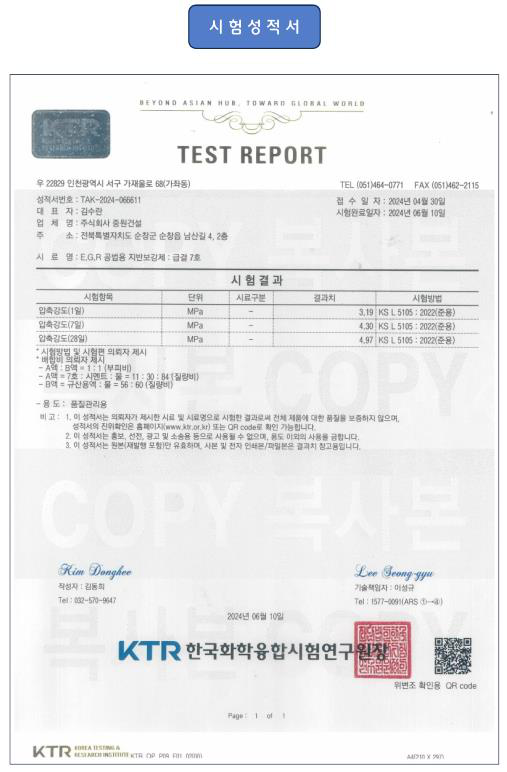 시험성적서
BEYOND ASIAN HUB, TOWARD GLOBAL WORLD
KTR
TEST REPORT
우 22829 인천광역시 서구 가재울로 68(가좌동) TEL (051)464-0771 FAX (051)462-2115
성적서번호 : TAK-2024-066611 접 수 일 자 : 2024년 04월 30일
대 표 자 : 김수란 시험완료일자 : 2024년 06월 10일
업 체 명 : 주식회사 중원건설
주 소 : 전북특별자치도 순창군 순창읍 남산길 4, 2층
시 료 명 : E,G,R 공법용 지반보강제 : 급결 7호
시험결과
시험항목 단위 시료구분 결과치 시험방법
압축강도(1일) MPa - 3.19 KS L 5105 : 2022(준용)
압축강도(7일) MPa - 4.30 KS L 5105 : 2022(준용)
압축강도(28일) MPa - 4.97 KS L 5105 : 2022(준용)
* 시험방법 및 시험편 의뢰자 제시
* 배합비 의뢰자 제시
- A액 : B액 = 1 : 1 (부피비)
- A액 = 7호 : 시멘트 : 물 = 11 : 30 : 84 (질량비)
- B액 = 규산용액 : 물 = 56 : 60 (질량비)
- 용 도 : 품질관리용
비 고 : 1. 이 성적서는 의뢰자가 제시한 시료 및 시료명으로 시험한 결과로써 전체 제품에 대한 품질을 보증하지 않으며,
성적서의 진위확인은 홈페이지(www.ktr.or.kr) 또는 QR code로 확인 가능합니다.
2. 이 성적서는 홍보, 선전, 광고 및 소송용 등으로 사용될 수 없으며, 용도 이외의 사용을 금합니다.
3. 이 성적서는 원본(재발행 포함)만 유효하며, 사본 및 전자 인쇄본/파일본은 결과치 참고용입니다.
COPY 복사본
Kim Donghee Lee Seong-gyu
작성자 : 김동희 기술책임자 : 이성규
Tel : 032-570-9647 Tel : 1577-0091(ARS ①→④)
2024년 06월 10일
KTR 한국화학융합시험연구원장
위변조 확인용 QR code
Page : 1 of 1
KTR KOREA TESTING &
RESEARCH INSTITUTE